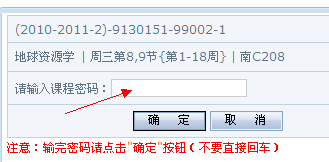 (2010-2011-2)-9130151-99002-1
地球资源学 | 周三第8,9节{第1-18周} | 南C208
请输入课程密码：
确 定 取 消
注意：输完密码请点击"确定"按钮（不要直接回车）